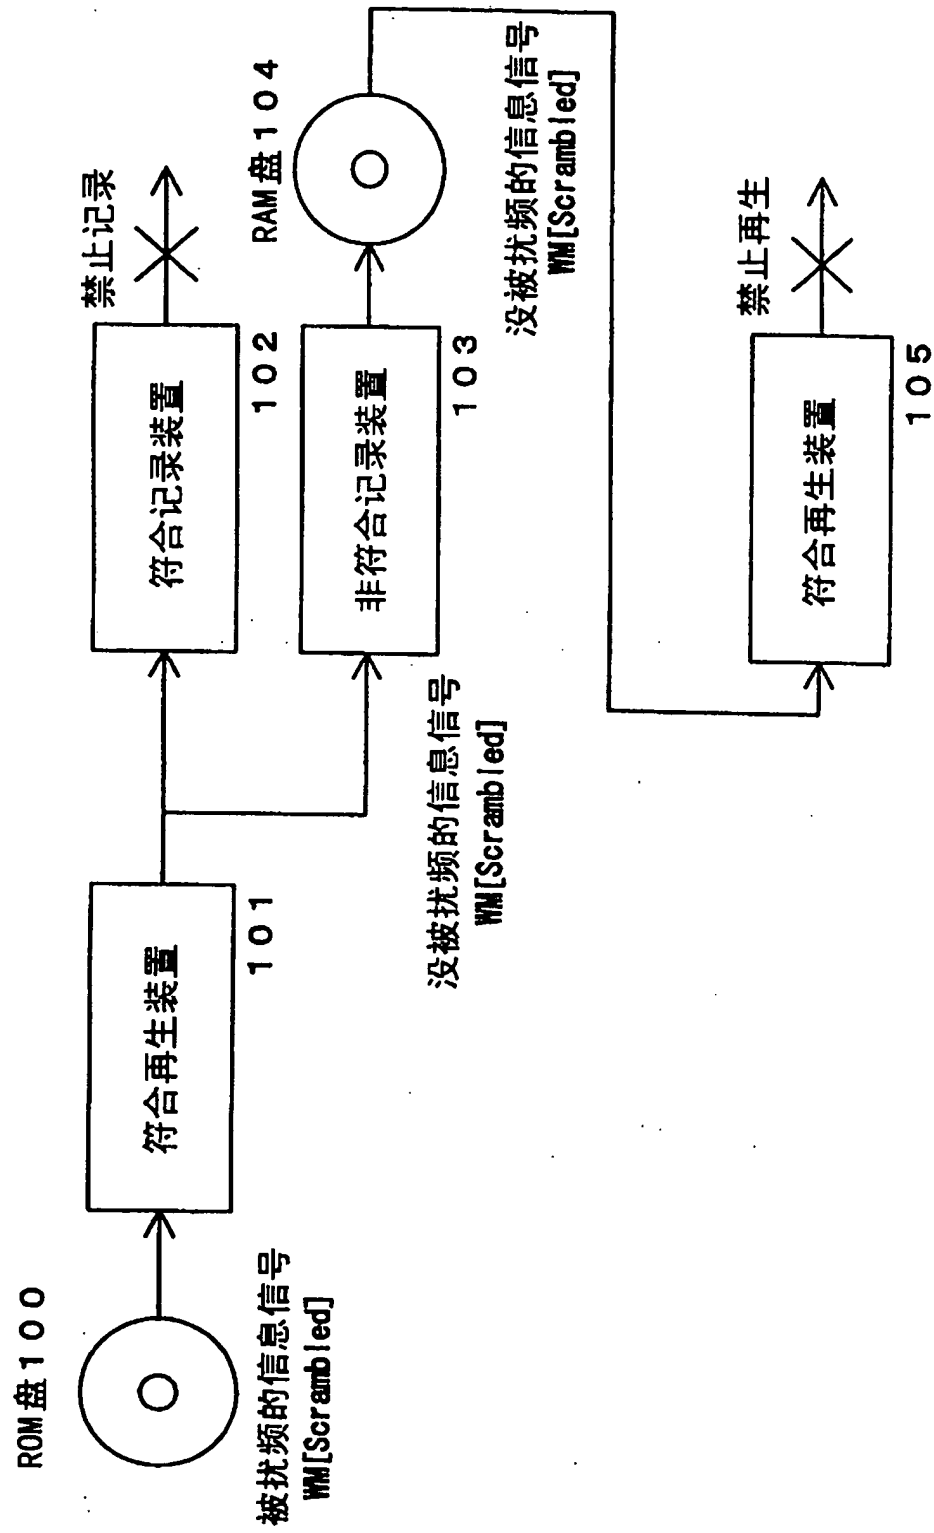 ROM盘100
被扰频的信息信号
WM[Scrambled]
符合再生装置
101
没被扰频的信息信号
WM[Scrambled]
符合记录装置
102
禁止记录
非符合记录装置
103
RAM盘104
没被扰频的信息信号
WM[Scrambled]
符合再生装置
105
禁止再生